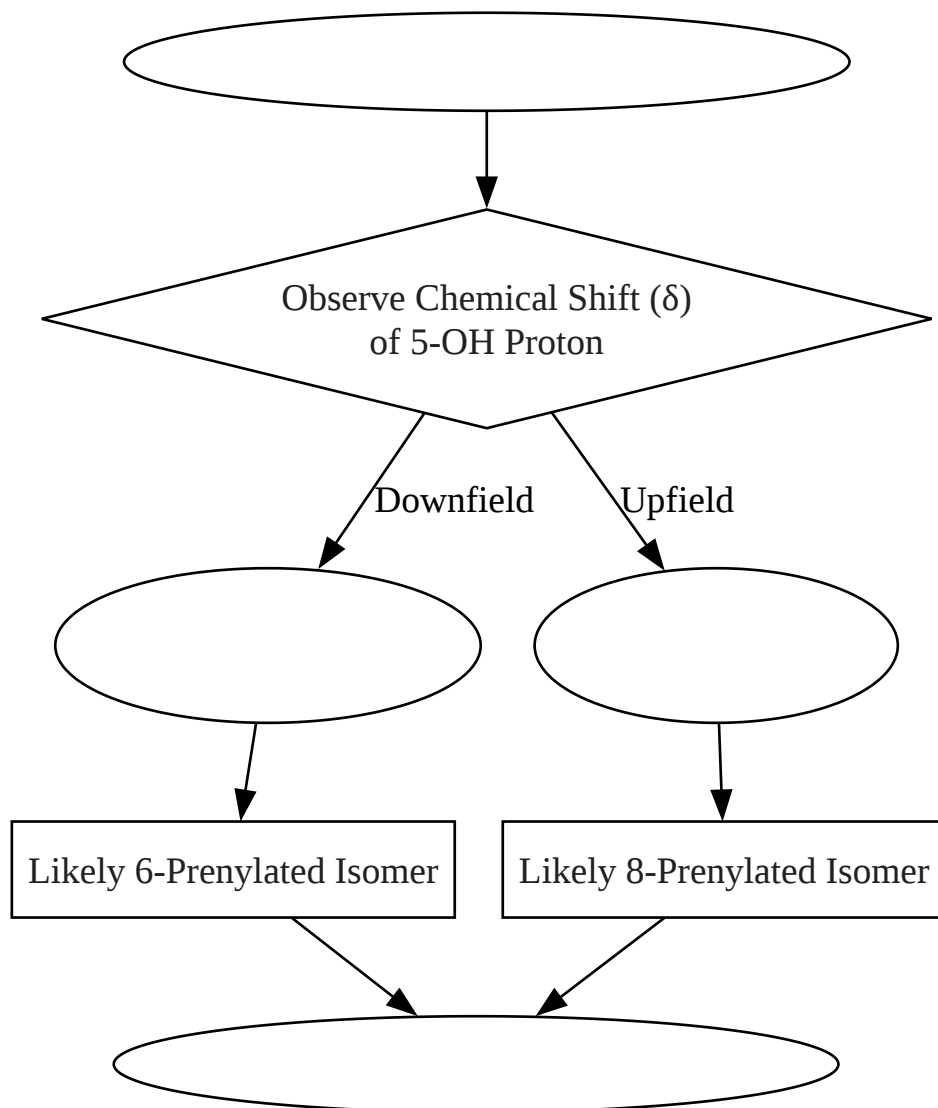 Observe Chemical Shift (δ)
of 5-OH Proton
Downfield
Upfield
Likely 6-Prenylated Isomer
Likely 8-Prenylated Isomer